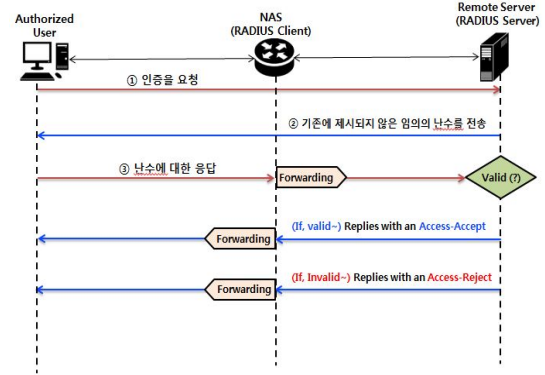 Authorized
User
NAS
(RADIUS Client)
Remote Server
(RADIUS Server)
① 인증을 요청
② 기존에 제시되지 않은 임의의 난수를 전송
③ 난수에 대한 응답
Forwarding
Valid (?)
Forwarding
(If, valid~) Replies with an Access-Accept
Forwarding
(If, Invalid~) Replies with an Access-Reject